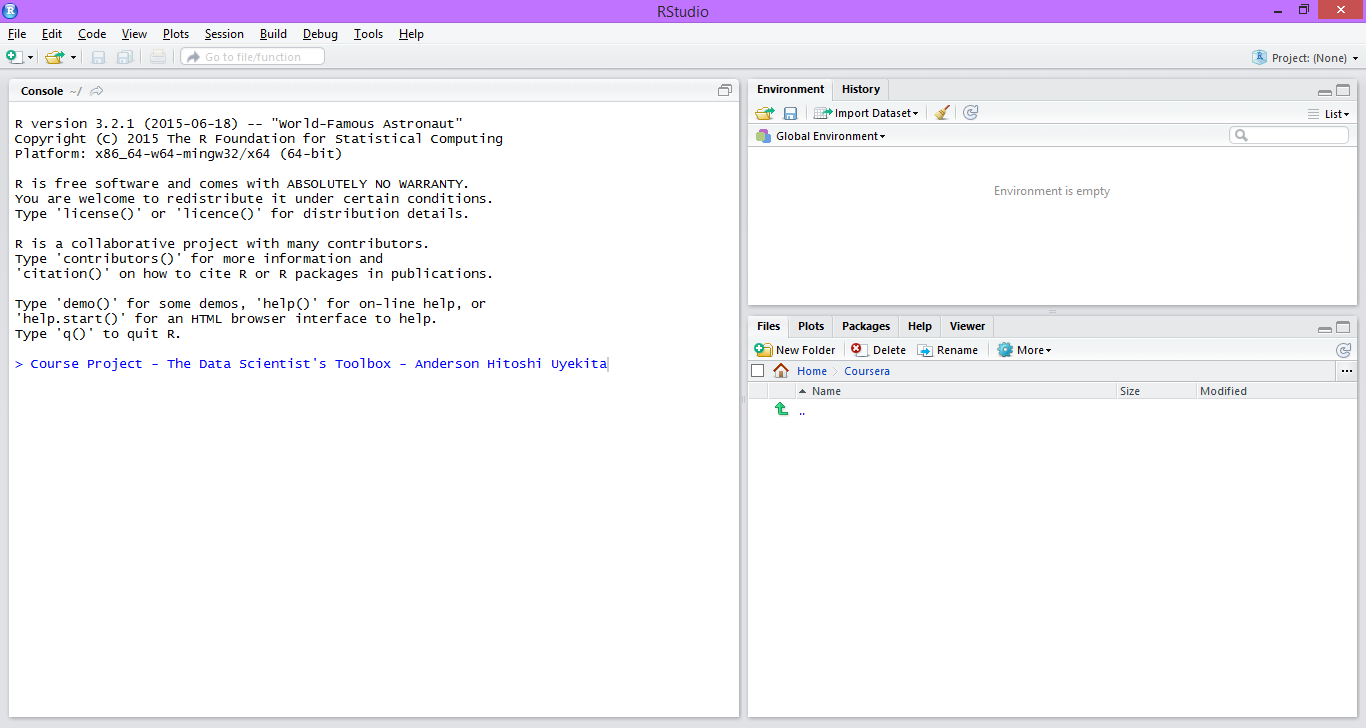 RStudio
File Edit Code View Plots Session Build Debug Tools Help
Go to file/function
Project: (None)
Console ~/
R version 3.2.1 (2015-06-18) -- "World-Famous Astronaut"
Copyright (C) 2015 The R Foundation for Statistical Computing
Platform: x86_64-w64-mingw32/x64 (64-bit)
R is free software and comes with ABSOLUTELY NO WARRANTY.
You are welcome to redistribute it under certain conditions.
Type 'license()' or 'licence()' for distribution details.
R is a collaborative project with many contributors.
Type 'contributors()' for more information and
'citation()' on how to cite R or R packages in publications.
Type 'demo()' for some demos, 'help()' for on-line help, or
'help.start()' for an HTML browser interface to help.
Type 'q()' to quit R.
> Course Project - The Data Scientist's Toolbox - Anderson Hitoshi Uyekita
Environment History
Import Dataset List
Global Environment
Environment is empty
Files Plots Packages Help Viewer
New Folder Delete Rename More
Home Coursera ...
Name Size Modified
..